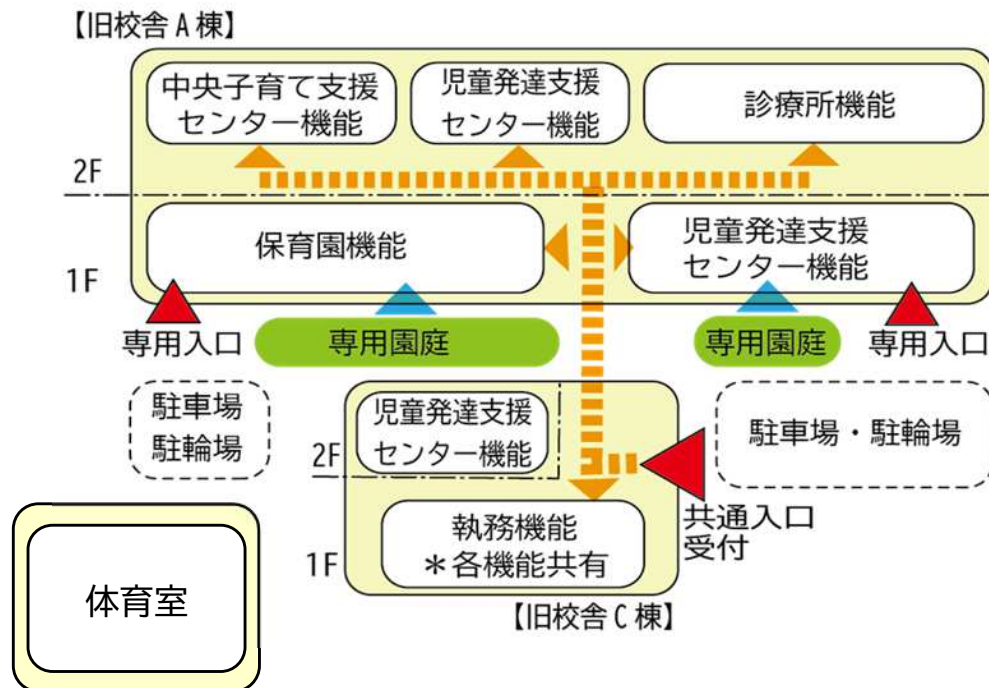 【旧校舎A棟】
中央子育て支援
センター機能
児童発達支援
センター機能
診療所機能
2F
保育園機能
児童発達支援
センター機能
1F
専用入口
専用園庭
専用園庭
専用入口
駐車場
駐輪場
児童発達支援
センター機能
2F
駐車場・駐輪場
執務機能
＊各機能共有
1F
共通入口
受付
体育室
【旧校舎C棟】